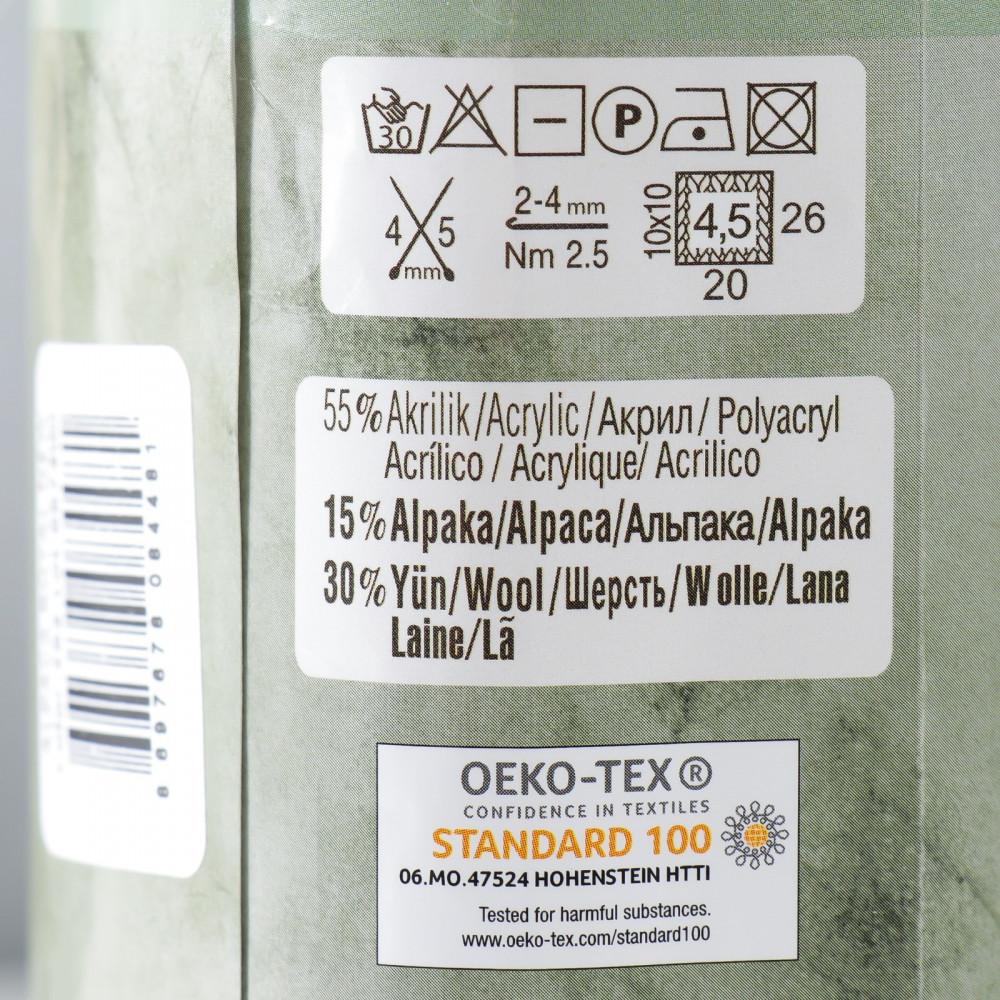 30
P
4 5
mm
2-4 mm
Nm 2.5
10x10
4,5
26
20
55% Akrilik/Acrylic/Акрил/Polyacryl
Acrílico / Acrylique/ Acrilico
15% Alpaka/Alpaca/Альпака/Alpaka
30% Yün/Wool/Шерсть/Wolle/Lana
Laine/Lã
OEKO-TEX®
CONFIDENCE IN TEXTILES
STANDARD 100
06.MO.47524 HOHENSTEIN HTTI
Tested for harmful substances.
www.oeko-tex.com/standard100